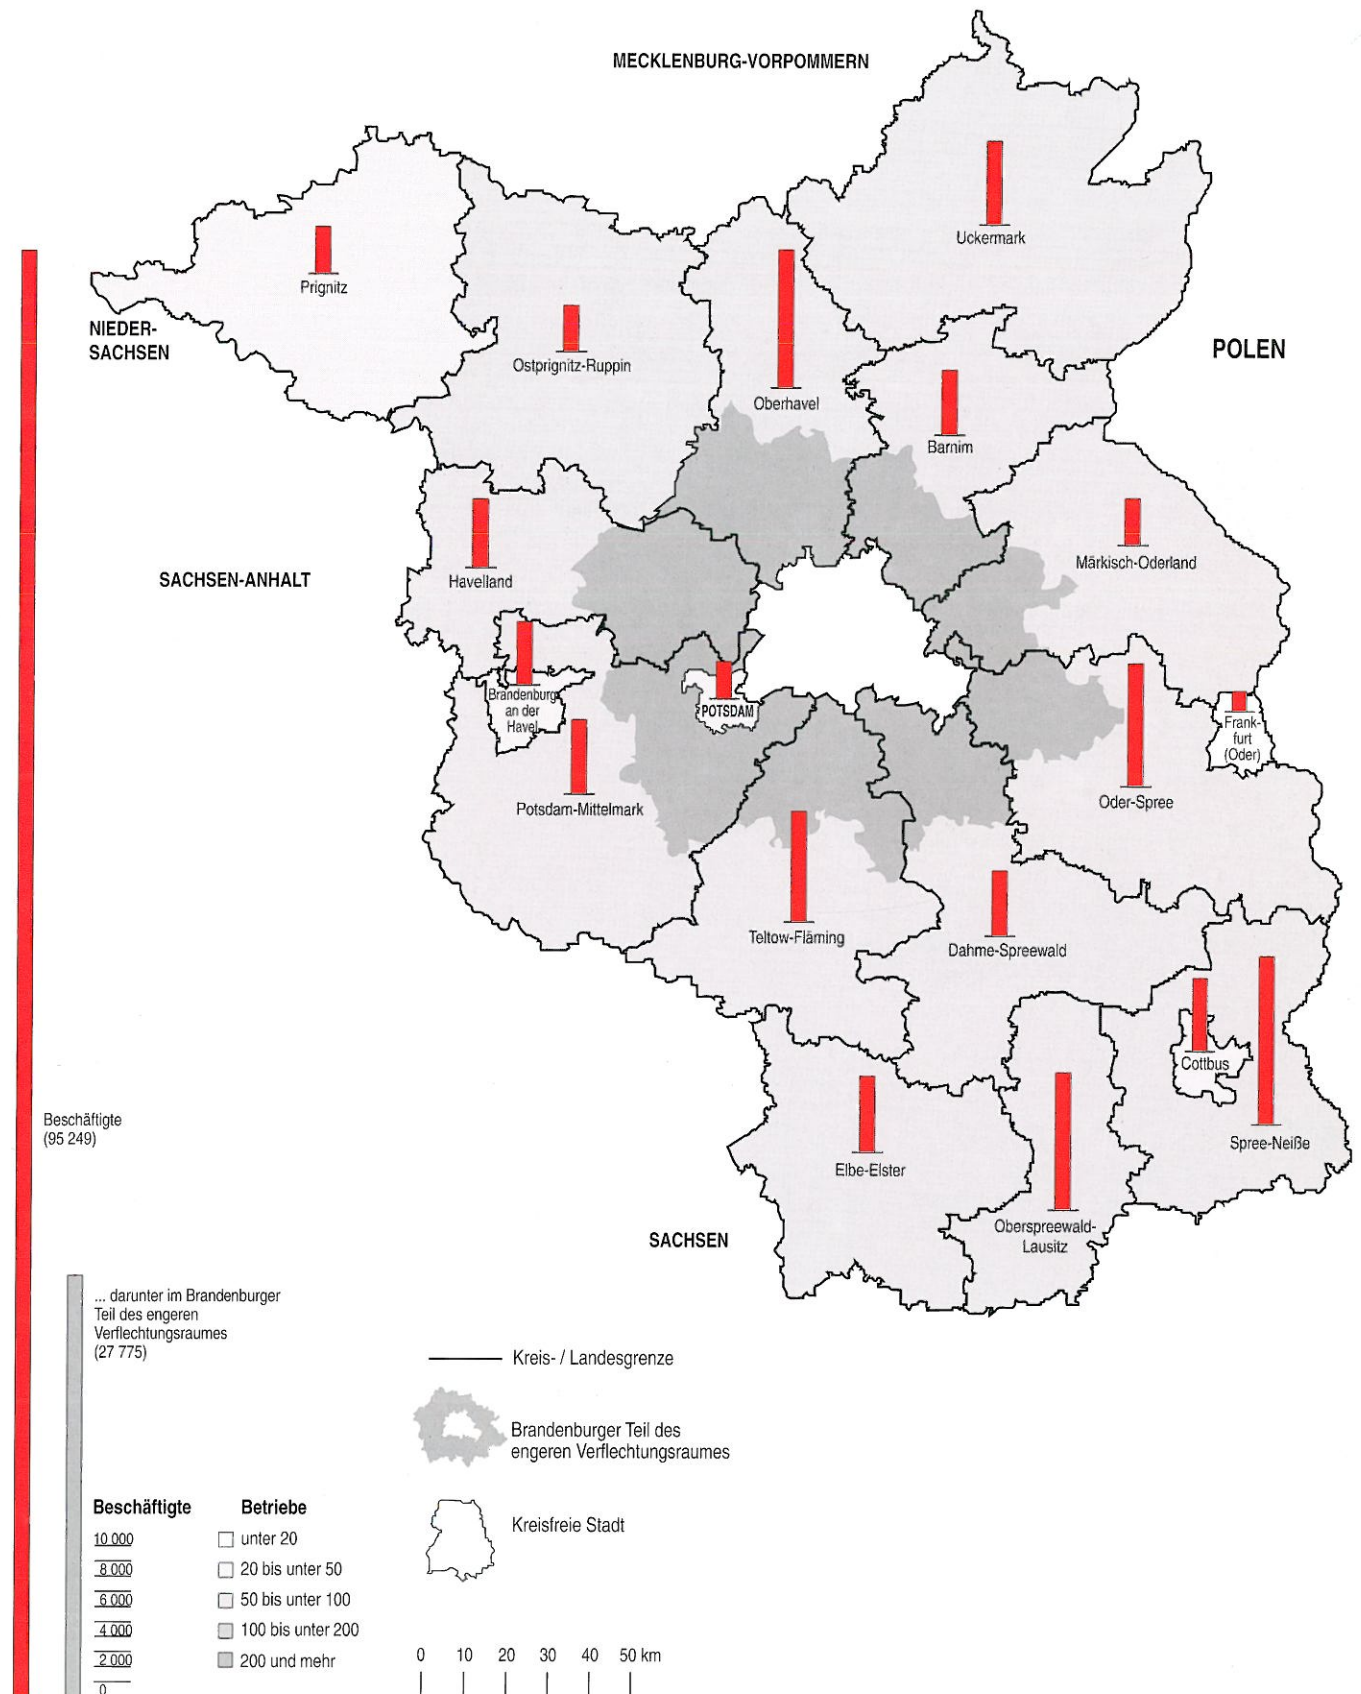 MECKLENBURG-VORPOMMERN
Uckermark
Prignitz
NIEDER-
SACHSEN
POLEN
Ostprignitz-Ruppin
Oberhavel
Barnim
Märkisch-Oderland
SACHSEN-ANHALT
Havelland
Brandenburg
an der
Havel
POTSDAM
Frank-
furt
(Oder)
Potsdam-Mittelmark
Oder-Spree
Teltow-Fläming
Dahme-Spreewald
Cottbus
Beschäftigte
(95 249)
Spree-Neiße
Elbe-Elster
Oberspreewald-
Lausitz
SACHSEN
... darunter im Brandenburger
Teil des engeren
Verflechtungsraumes
(27 775)
Kreis- / Landesgrenze
Brandenburger Teil des
engeren Verflechtungsraumes
Kreisfreie Stadt
Beschäftigte
10 000
8 000
6 000
4 000
2 000
0
Betriebe
unter 20
20 bis unter 50
50 bis unter 100
100 bis unter 200
200 und mehr
0 10 20 30 40 50 km